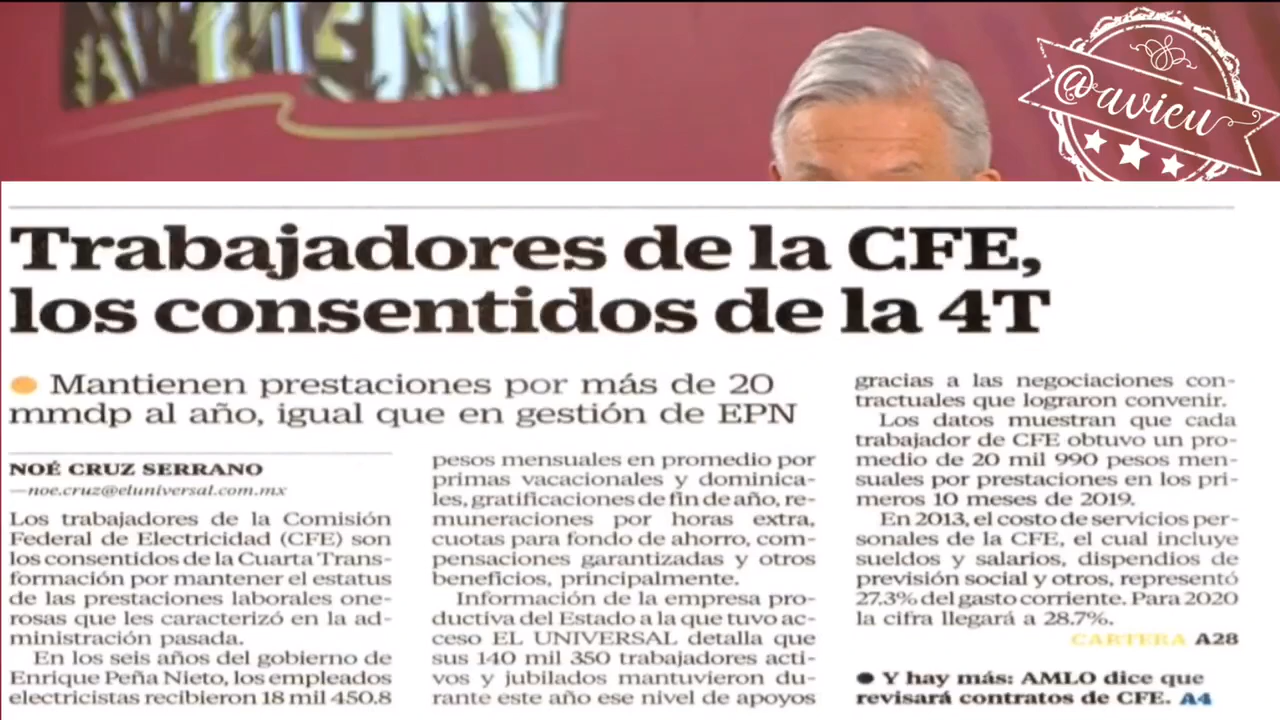 @avieu
Trabajadores de la CFE,
los consentidos de la 4T
Mantienen prestaciones por más de 20
mmdp al año, igual que en gestión de EPN
NOÉ CRUZ SERRANO
—noe.cruz@eluniversal.com.mx
Los trabajadores de la Comisión
Federal de Electricidad (CFE) son
los consentidos de la Cuarta Trans-
formación por mantener el estatus
de las prestaciones laborales one-
rosas que les caracterizó en la ad-
ministración pasada.
En los seis años del gobierno de
Enrique Peña Nieto, los empleados
electricistas recibieron 18 mil 450.8
pesos mensuales en promedio por
primas vacacionales y dominica-
les, gratificaciones de fin de año, re-
muneraciones por horas extra,
cuotas para fondo de ahorro, com-
pensaciones garantizadas y otros
beneficios, principalmente.
Información de la empresa pro-
ductiva del Estado a la que tuvo ac-
ceso EL UNIVERSAL detalla que
sus 140 mil 350 trabajadores acti-
vos y jubilados mantuvieron du-
rante este año ese nivel de apoyos
gracias a las negociaciones con-
tractuales que lograron convenir.
Los datos muestran que cada
trabajador de CFE obtuvo un pro-
medio de 20 mil 990 pesos men-
suales por prestaciones en los pri-
meros 10 meses de 2019.
En 2013, el costo de servicios per-
sonales de la CFE, el cual incluye
sueldos y salarios, dispendios de
previsión social y otros, representó
27.3% del gasto corriente. Para 2020
la cifra llegará a 28.7%.
CARTERA A28
Y hay más: AMLO dice que
revisará contratos de CFE. A4